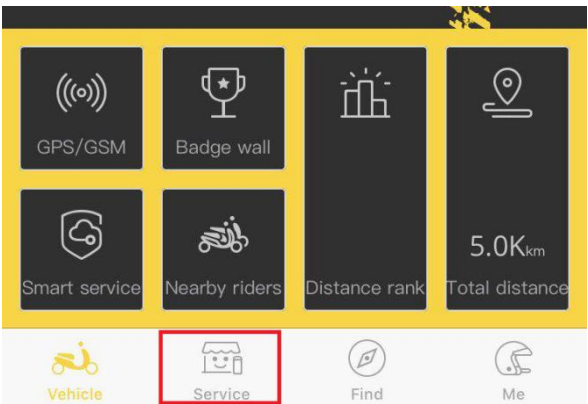 GPS/GSM
Badge wall
Smart service
Nearby riders
Distance rank
5.0Kkm
Total distance
Vehicle
Service
Find
Me